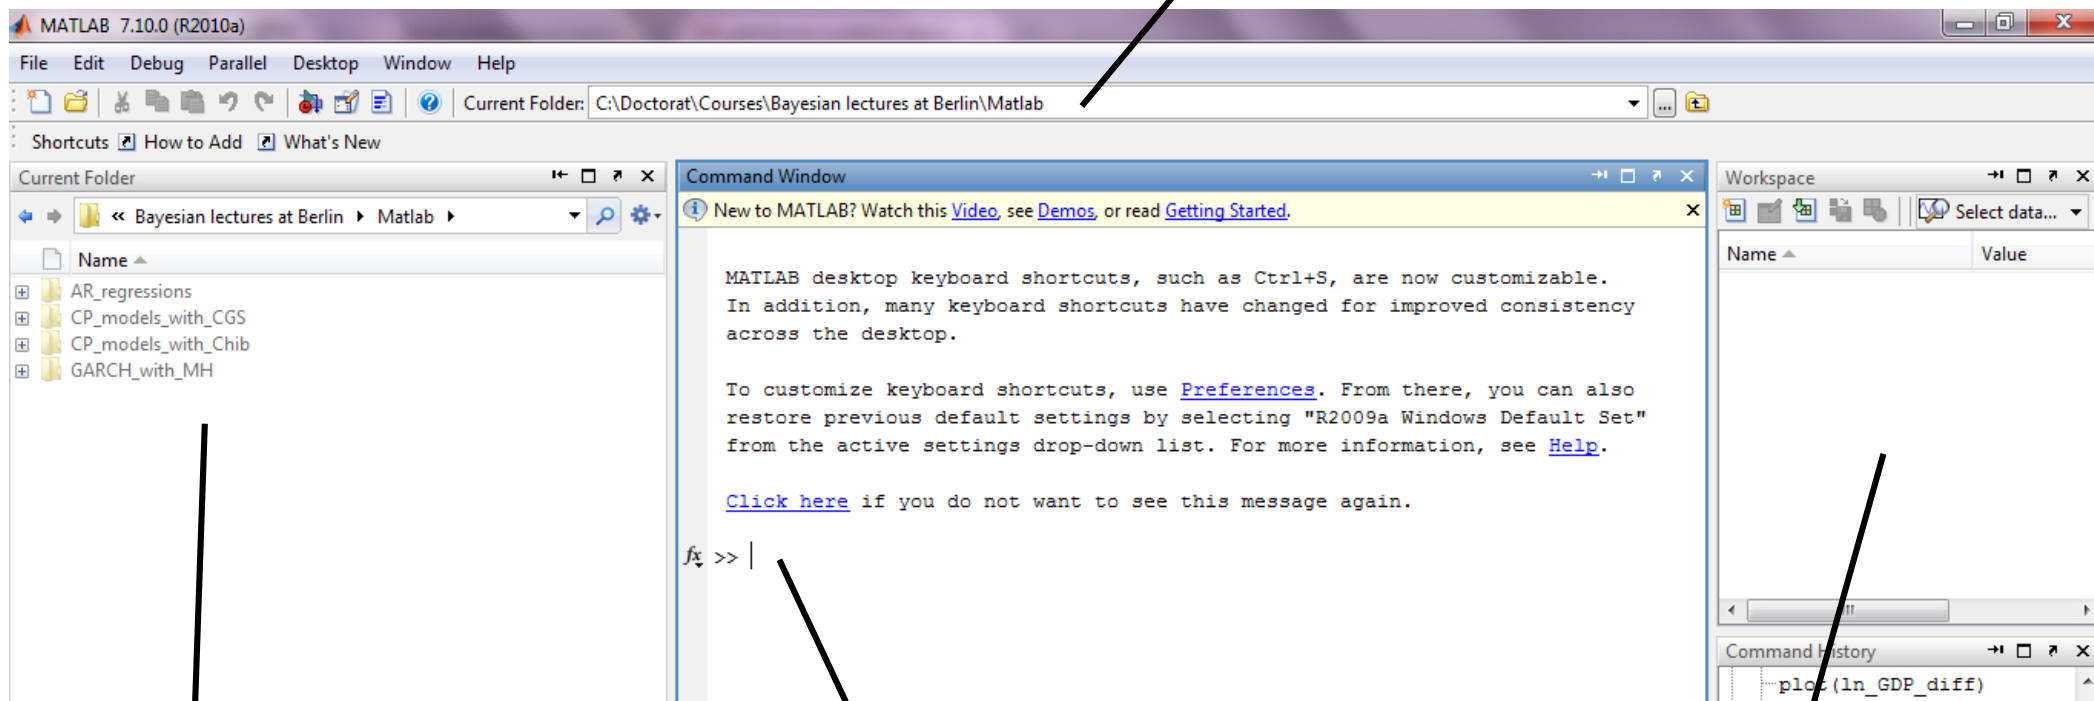 MATLAB 7.10.0 (R2010a)
File Edit Debug Parallel Desktop Window Help
Current Folder: C:\Doctorat\Courses\Bayesian lectures at Berlin\Matlab
Shortcuts How to Add What's New
Current Folder
« Bayesian lectures at Berlin Matlab
Name
AR_regressions
CP_models_with_CGS
CP_models_with_Chib
GARCH_with_MH
Command Window
New to MATLAB? Watch this Video, see Demos, or read Getting Started.
MATLAB desktop keyboard shortcuts, such as Ctrl+S, are now customizable.
In addition, many keyboard shortcuts have changed for improved consistency
across the desktop.
To customize keyboard shortcuts, use Preferences. From there, you can also
restore previous default settings by selecting "R2009a Windows Default Set"
from the active settings drop-down list. For more information, see Help.
Click here if you do not want to see this message again.
fx >>
Workspace
Select data...
Name Value
Command History
plot(ln_GDP_diff)